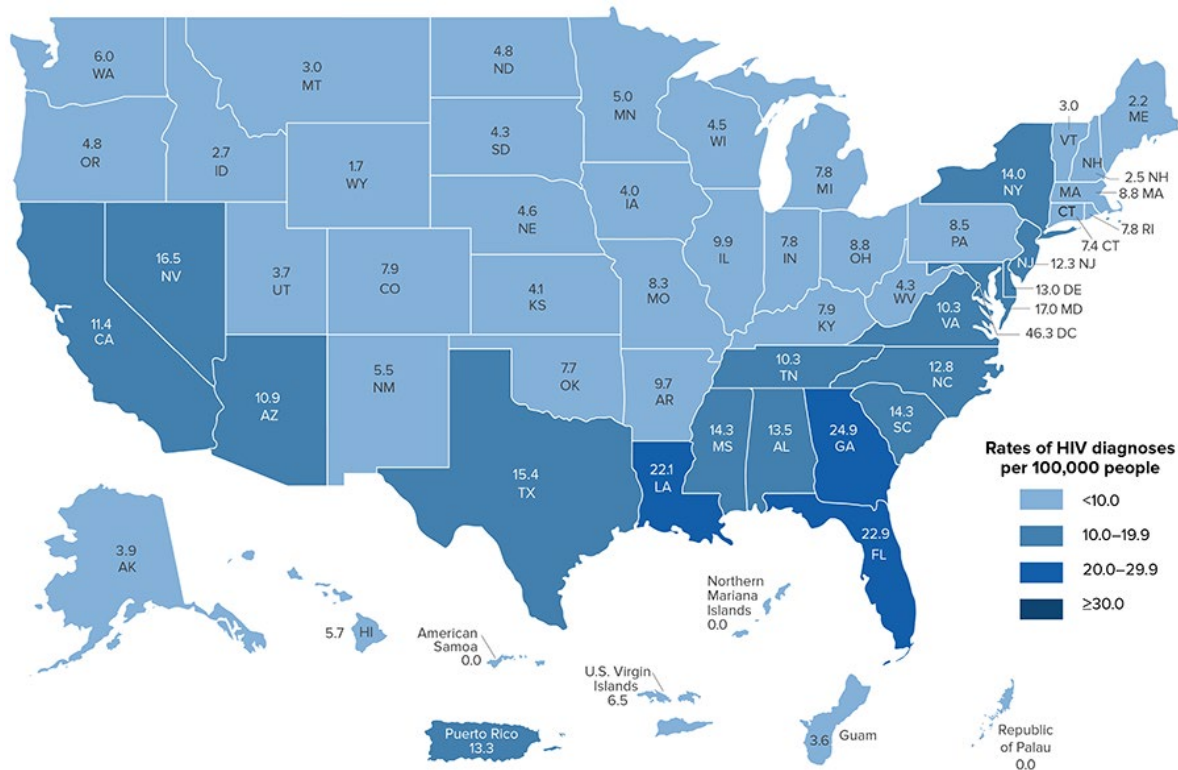 6.0
WA
3.0
MT
4.8
ND
5.0
MN
4.5
WI
7.8
MI
3.0
VT
NH
2.5 NH
2.2
ME
4.8
OR
2.7
ID
1.7
WY
4.3
SD
4.0
IA
14.0
NY
MA
8.8 MA
CT
7.8 RI
7.4 CT
16.5
NV
3.7
UT
7.9
CO
4.6
NE
4.1
KS
8.3
MO
9.9
IL
7.8
IN
8.8
OH
8.5
PA
NJ
12.3 NJ
13.0 DE
17.0 MD
46.3 DC
4.3
WV
10.3
VA
7.9
KY
11.4
CA
10.9
AZ
5.5
NM
7.7
OK
9.7
AR
10.3
TN
12.8
NC
14.3
SC
15.4
TX
22.1
LA
14.3
MS
13.5
AL
24.9
GA
22.9
FL
Rates of HIV diagnoses
per 100,000 people
<10.0
10.0–19.9
20.0–29.9
≥30.0
3.9
AK
5.7
HI
American
Samoa
0.0
Northern
Mariana
Islands
0.0
U.S. Virgin
Islands
6.5
Puerto Rico
13.3
3.6
Guam
Republic
of Palau
0.0